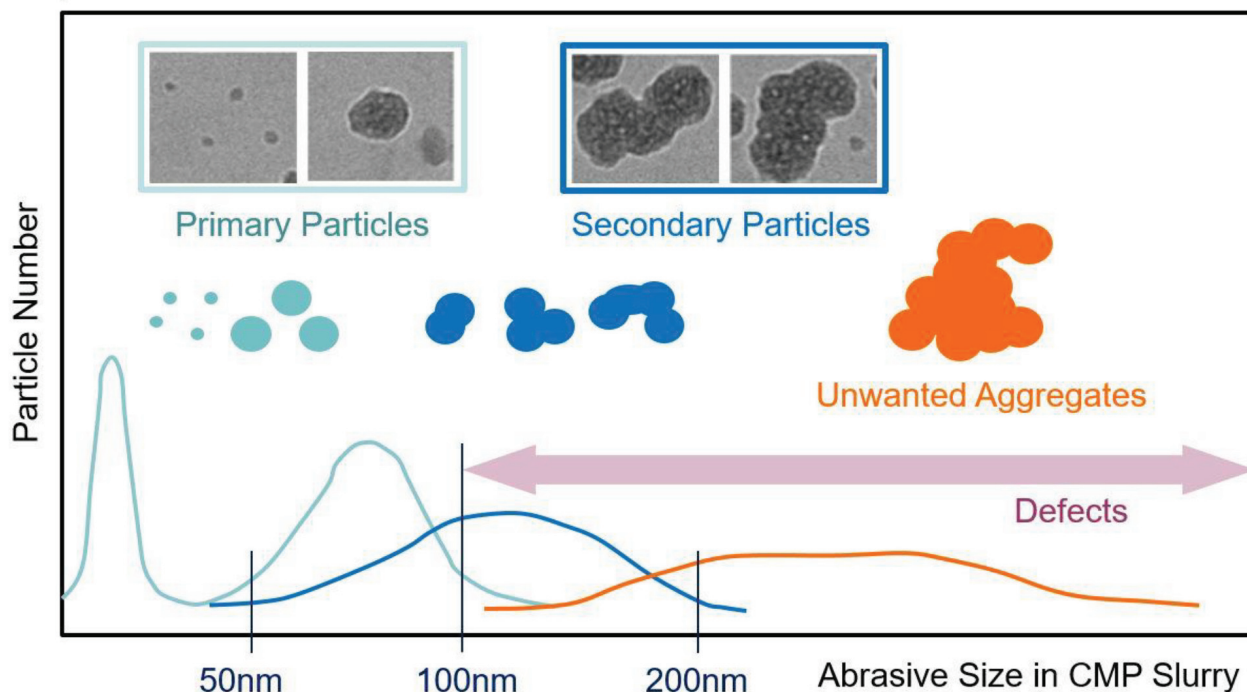 Primary Particles
Secondary Particles
Particle Number
Unwanted Aggregates
Defects
50nm
100nm
200nm
Abrasive Size in CMP Slurry